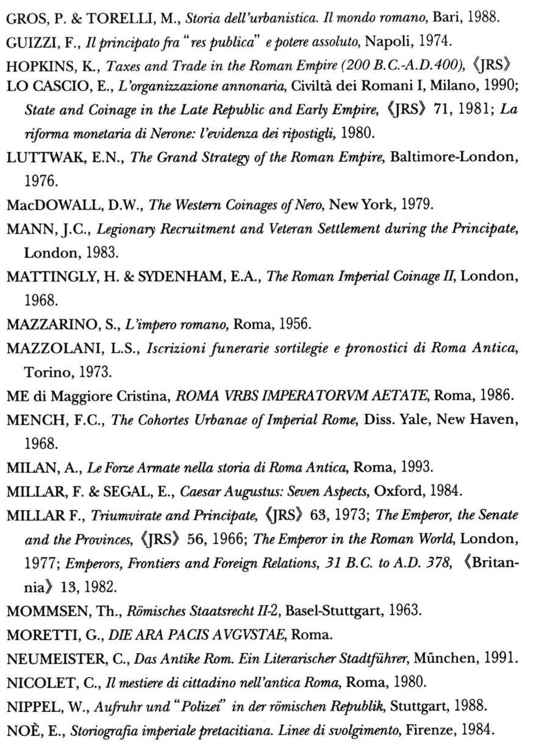 GROS, P. & TORELLI, M., Storia dell'urbanistica. Il mondo romano, Bari, 1988.
GUIZZI, F., Il principato fra "res publica" e potere assoluto, Napoli, 1974.
HOPKINS, K., Taxes and Trade in the Roman Empire (200 B.C.-A.D.400), 《JRS》
LO CASCIO, E., L'organizzazione annonaria, Civiltà dei Romani I, Milano, 1990;
State and Coinage in the Late Republic and Early Empire, 《JRS》 71, 1981; La
riforma monetaria di Nerone: l'evidenza dei ripostigli, 1980.
LUTTWAK, E.N., The Grand Strategy of the Roman Empire, Baltimore-London,
1976.
MacDOWALL, D.W., The Western Coinages of Nero, New York, 1979.
MANN, J.C., Legionary Recruitment and Veteran Settlement during the Principate,
London, 1983.
MATTINGLY, H. & SYDENHAM, E.A., The Roman Imperial Coinage II, London,
1968.
MAZZARINO, S., L'impero romano, Roma, 1956.
MAZZOLANI, L.S., Iscrizioni funerarie sortilegie e pronostici di Roma Antica,
Torino, 1973.
ME di Maggiore Cristina, ROMA VRBS IMPERATORVM AETATE, Roma, 1986.
MENCH, F.C., The Cohortes Urbanae of Imperial Rome, Diss. Yale, New Haven,
1968.
MILAN, A., Le Forze Armate nella storia di Roma Antica, Roma, 1993.
MILLAR, F. & SEGAL, E., Caesar Augustus: Seven Aspects, Oxford, 1984.
MILLAR F., Triumvirate and Principate, 《JRS》 63, 1973; The Emperor, the Senate
and the Provinces, 《JRS》 56, 1966; The Emperor in the Roman World, London,
1977; Emperors, Frontiers and Foreign Relations, 31 B.C. to A.D. 378, 《Britan-
nia》 13, 1982.
MOMMSEN, Th., Römisches Staatsrecht II-2, Basel-Stuttgart, 1963.
MORETTI, G., DIE ARA PACIS AVGVSTAE, Roma.
NEUMEISTER, C., Das Antike Rom. Ein Literarischer Stadtführer, München, 1991.
NICOLET, C., Il mestiere di cittadino nell'antica Roma, Roma, 1980.
NIPPEL, W., Aufruhr und "Polizei" in der römischen Republik, Stuttgart, 1988.
NOÈ, E., Storiografia imperiale pretacitiana. Linee di svolgimento, Firenze, 1984.